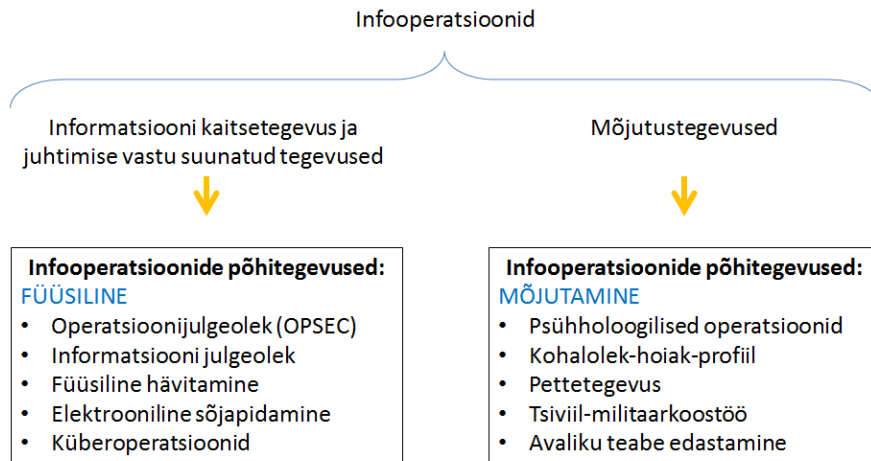 Infooperatsioonid
Informatsiooni kaitsetegevus ja
juhtimise vastu suunatud tegevused
Mõjutustegevused
Infooperatsioonide põhitegevused:
FÜÜSILINE
• Operatsioonijulgeolek (OPSEC)
• Informatsiooni julgeolek
• Füüsiline hävitamine
• Elektrooniline sõjapidamine
• Küberoperatsioonid
Infooperatsioonide põhitegevused:
MÕJUTAMINE
• Psühholoogilised operatsioonid
• Kohalolek-hoiak-profiil
• Pettetegevus
• Tsiviil-militaarkoostöö
• Avaliku teabe edastamine